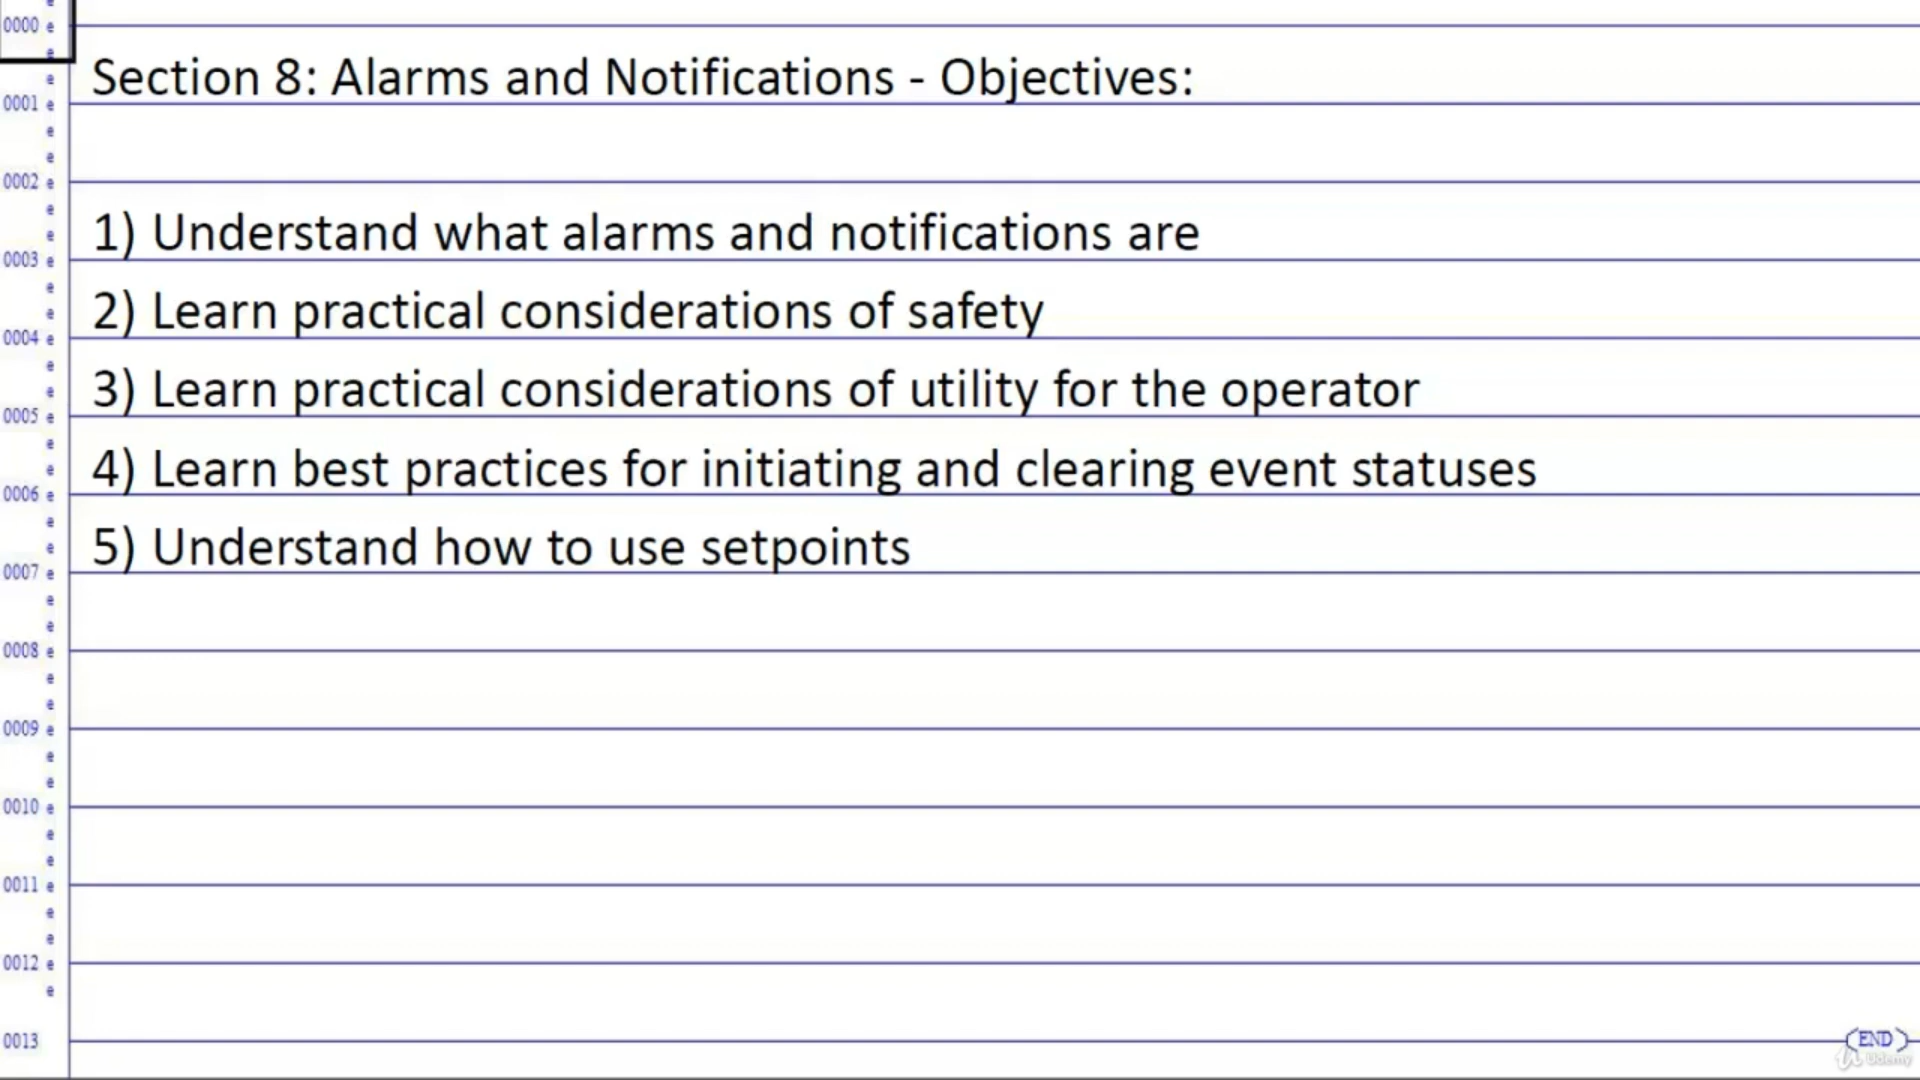 0000
Section 8: Alarms and Notifications - Objectives:
0001
0002
1) Understand what alarms and notifications are
0003
2) Learn practical considerations of safety
0004
3) Learn practical considerations of utility for the operator
0005
4) Learn best practices for initiating and clearing event statuses
0006
5) Understand how to use setpoints
0007
0008
0009
0010
0011
0012
0013
(END)
Udemy